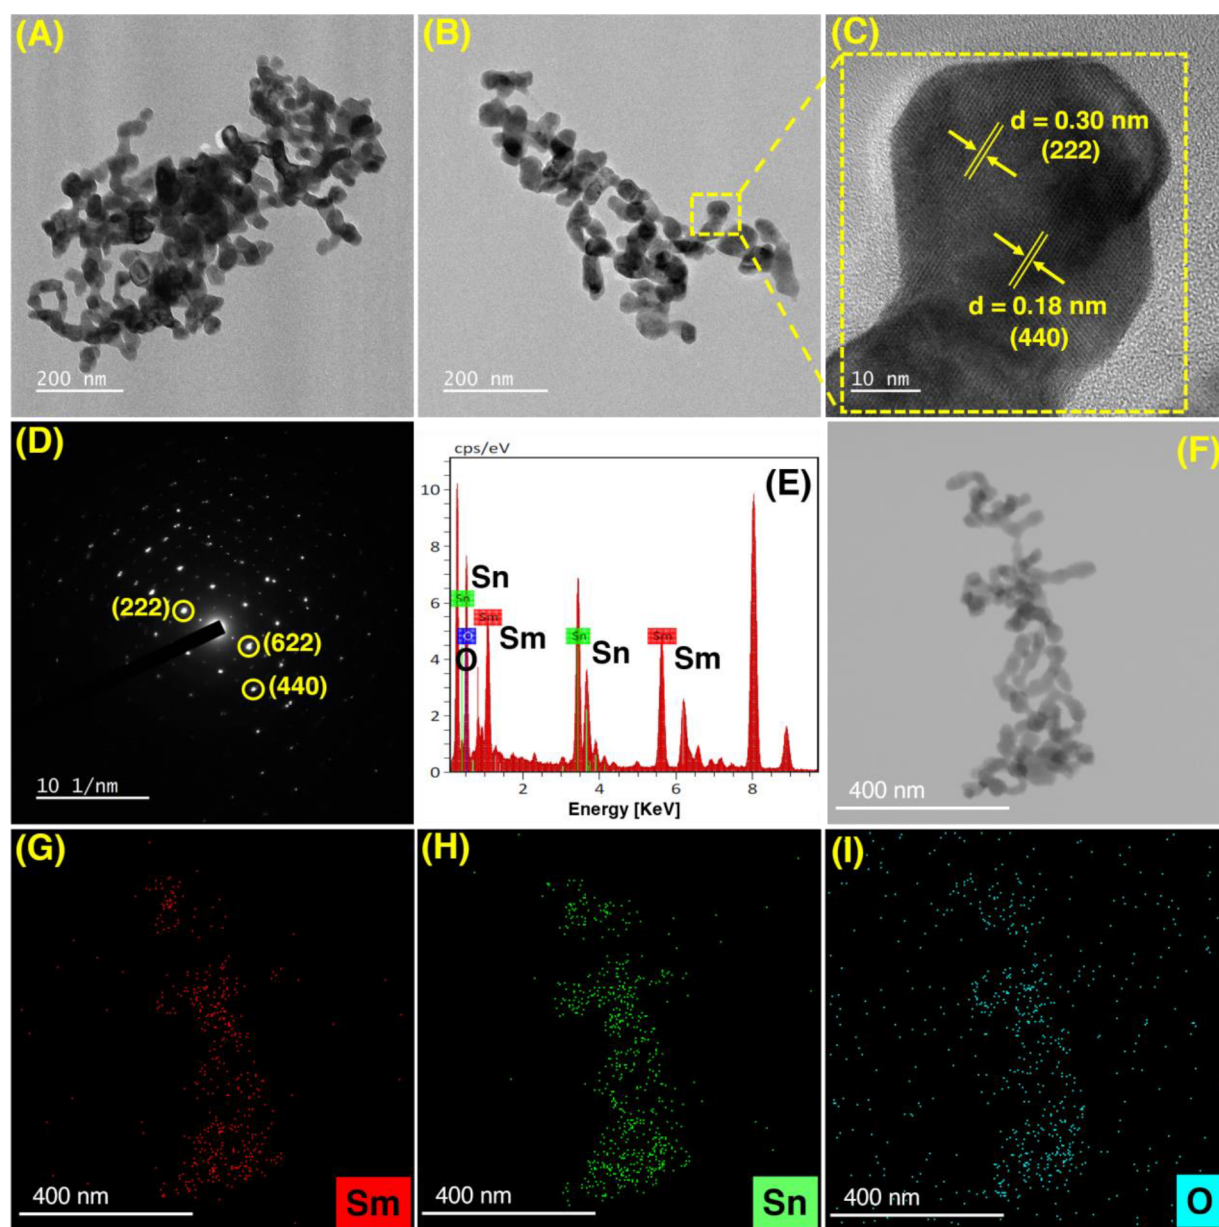 (A)
200 nm
(B)
200 nm
(C)
d = 0.30 nm
(222)
d = 0.18 nm
(440)
10 nm
(D)
(222)
(622)
(440)
10 1/nm
cps/eV
(E)
10
8
6
4
2
0
Sn
Sn
Sm
Sm
O
O
Sn
Sn
Sm
Sm
2
4
6
8
Energy [KeV]
(F)
400 nm
(G)
400 nm
Sm
(H)
400 nm
Sn
(I)
400 nm
O